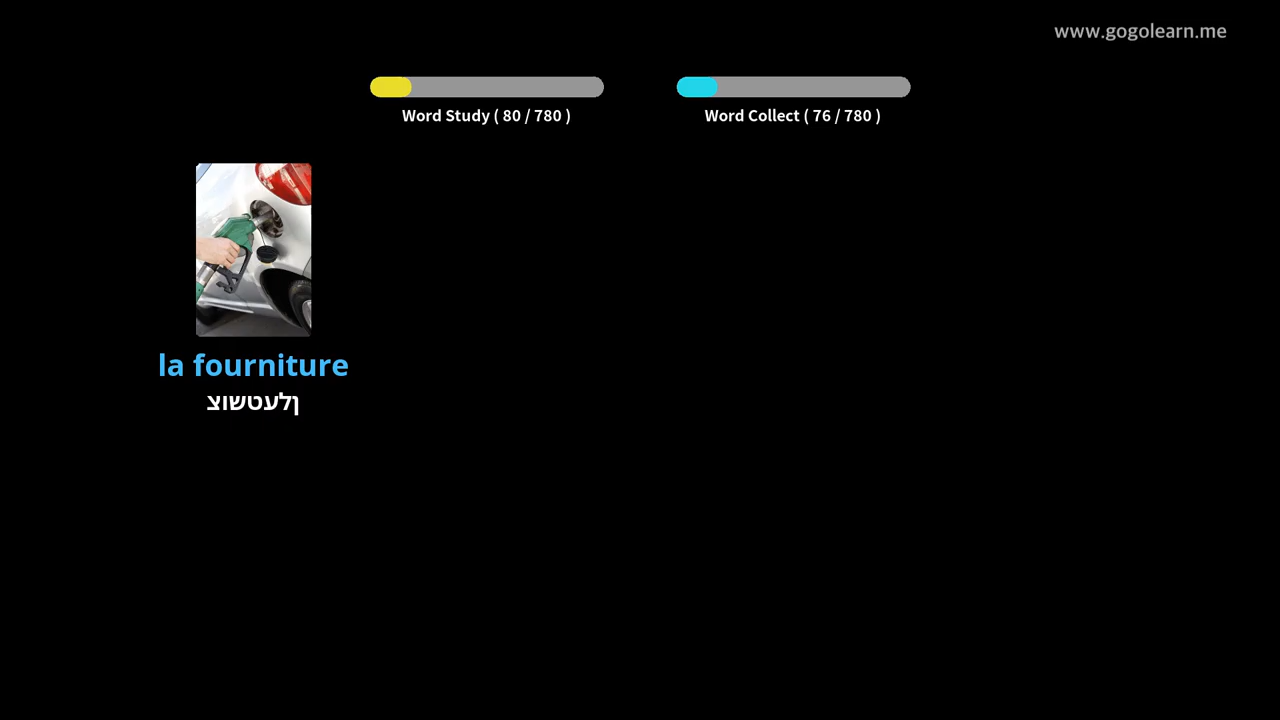 www.gogolearn.me
Word Study ( 80 / 780 )
Word Collect ( 76 / 780 )
la fourniture
ןלעטשוצ